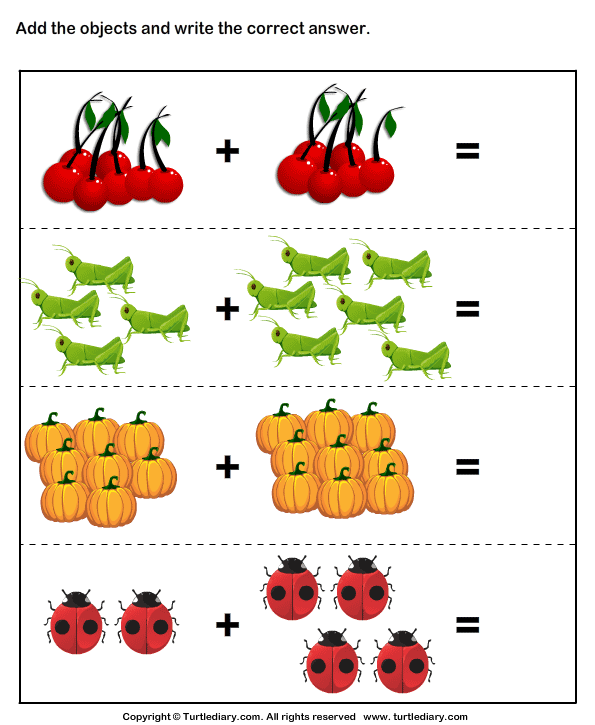 Add the objects and write the correct answer.
+ =
+ =
+ =
+ =
Copyright © Turtlediary.com. All rights reserved www.turtlediary.com